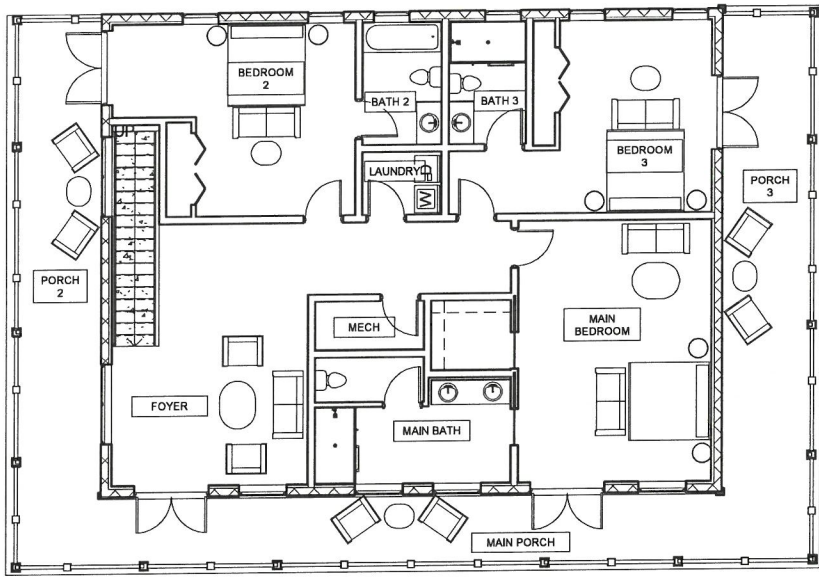 BEDROOM
2
BATH 2
BATH 3
BEDROOM
3
UP
LAUNDRY
D
W
PORCH
3
PORCH
2
MECH
MAIN
BEDROOM
FOYER
MAIN BATH
MAIN PORCH